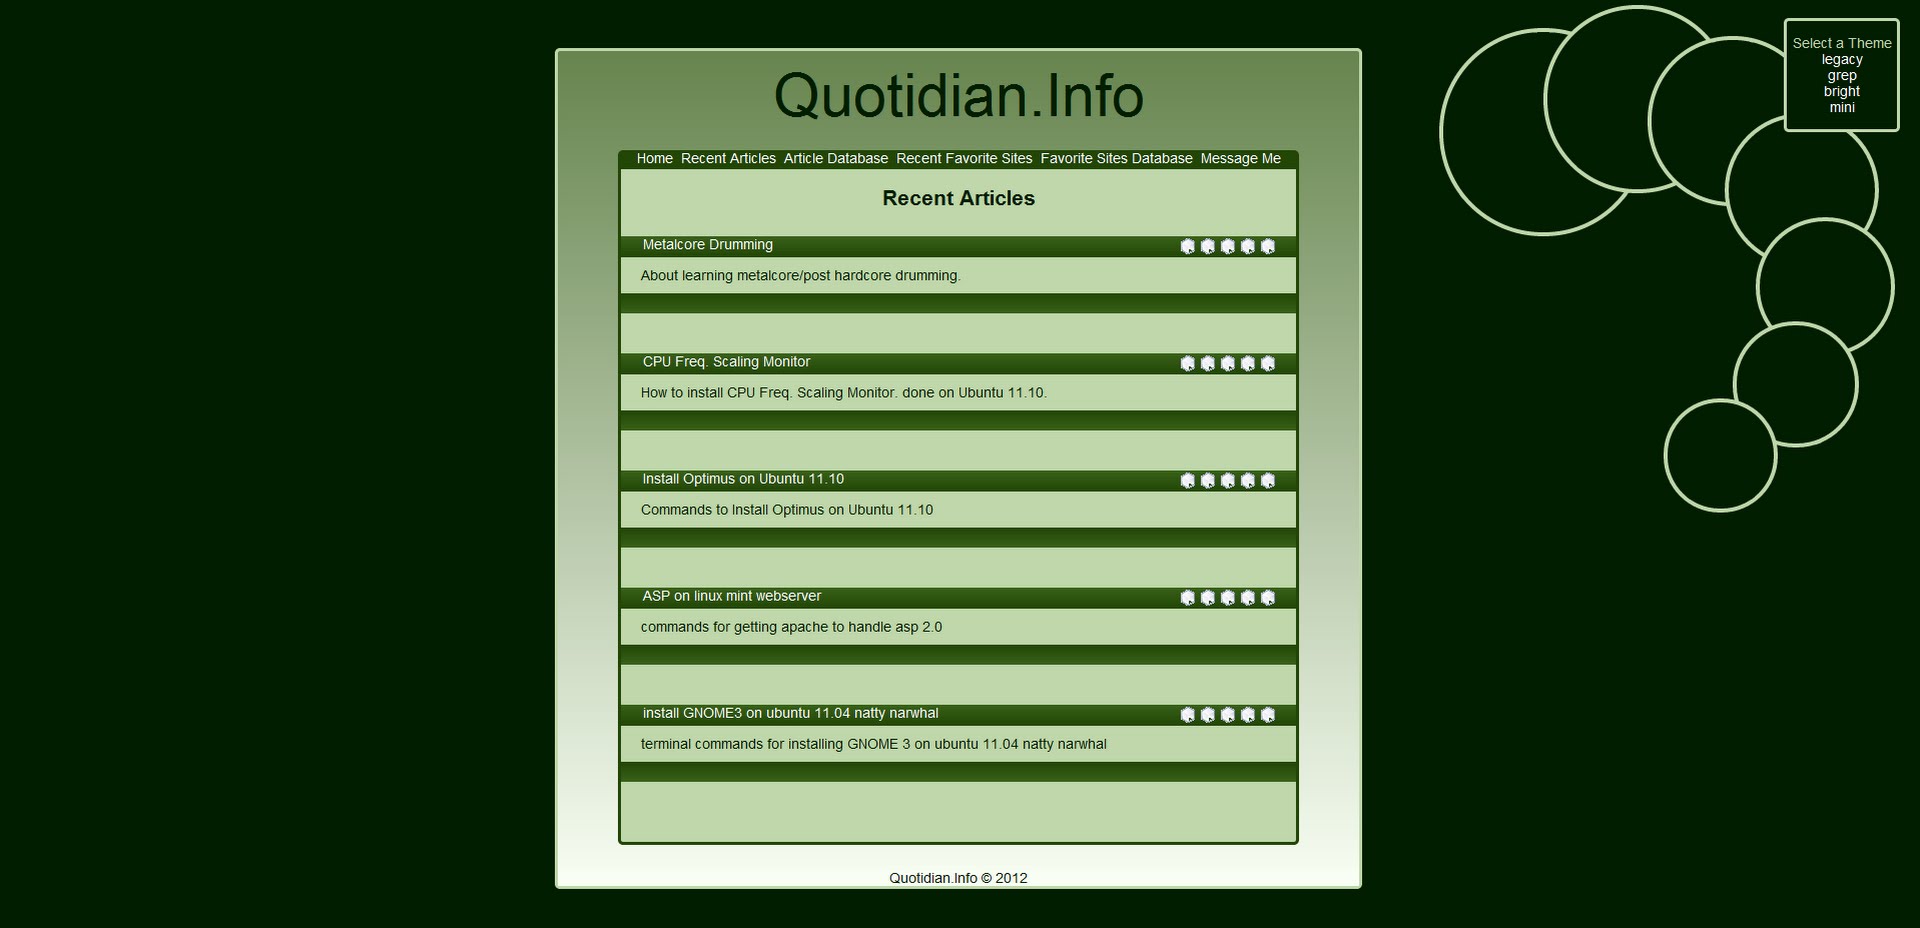 Quotidian.Info
Select a Theme
legacy
grep
bright
mini
Home Recent Articles Article Database Recent Favorite Sites Favorite Sites Database Message Me
Recent Articles
Metalcore Drumming
About learning metalcore/post hardcore drumming.
CPU Freq. Scaling Monitor
How to install CPU Freq. Scaling Monitor. done on Ubuntu 11.10.
Install Optimus on Ubuntu 11.10
Commands to Install Optimus on Ubuntu 11.10
ASP on linux mint webserver
commands for getting apache to handle asp 2.0
install GNOME3 on ubuntu 11.04 natty narwhal
terminal commands for installing GNOME 3 on ubuntu 11.04 natty narwhal
Quotidian.Info © 2012